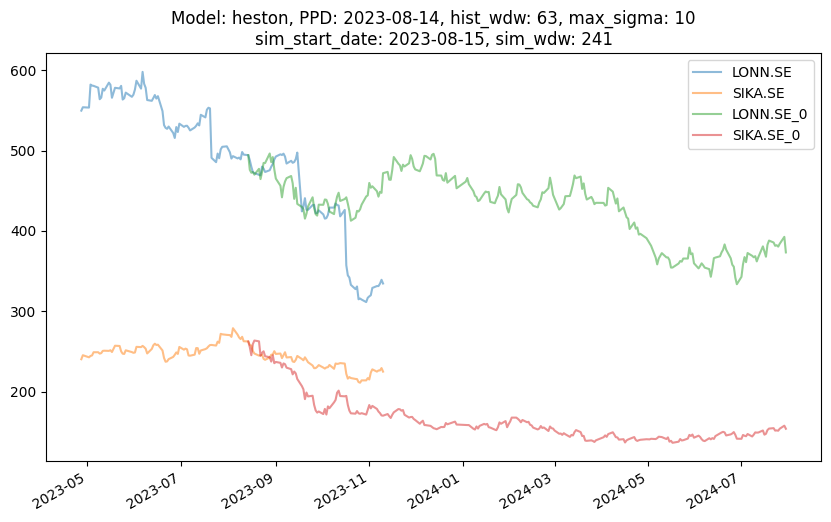 Model: heston, PPD: 2023-08-14, hist_wdw: 63, max_sigma: 10
sim_start_date: 2023-08-15, sim_wdw: 241
LONN.SE
SIKA.SE
LONN.SE_0
SIKA.SE_0
600
500
400
300
200
2023-05
2023-07
2023-09
2023-11
2024-01
2024-03
2024-05
2024-07